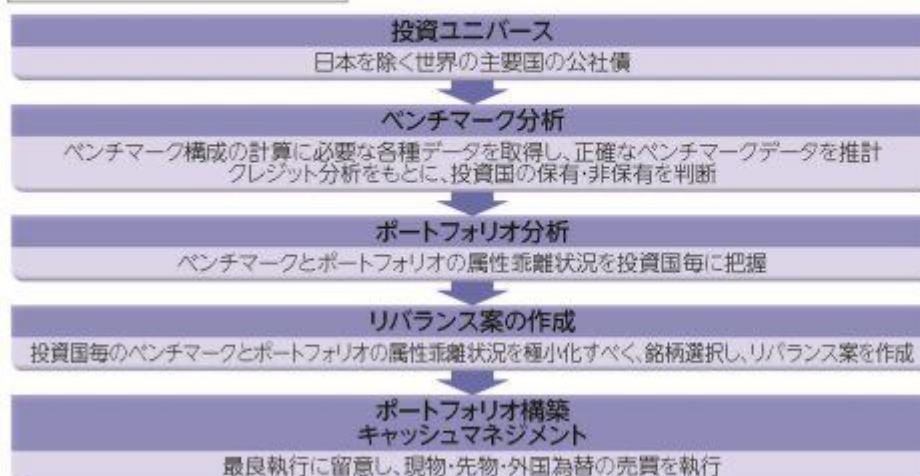 投資ユニバース
日本を除く世界の主要国の公社債
ベンチマーク分析
ベンチマーク構成の計算に必要な各種データを取得し、正確なベンチマークデータを推計
クレジット分析をもとに、投資国の保有・非保有を判断
ポートフォリオ分析
ベンチマークとポートフォリオの属性乖離状況を投資国毎に把握
リバランス案の作成
投資国毎のベンチマークとポートフォリオの属性乖離状況を極小化すべく、銘柄選択し、リバランス案を作成
ポートフォリオ構築
キャッシュマネジメント
最良執行に留意し、現物・先物・外国為替の売買を執行